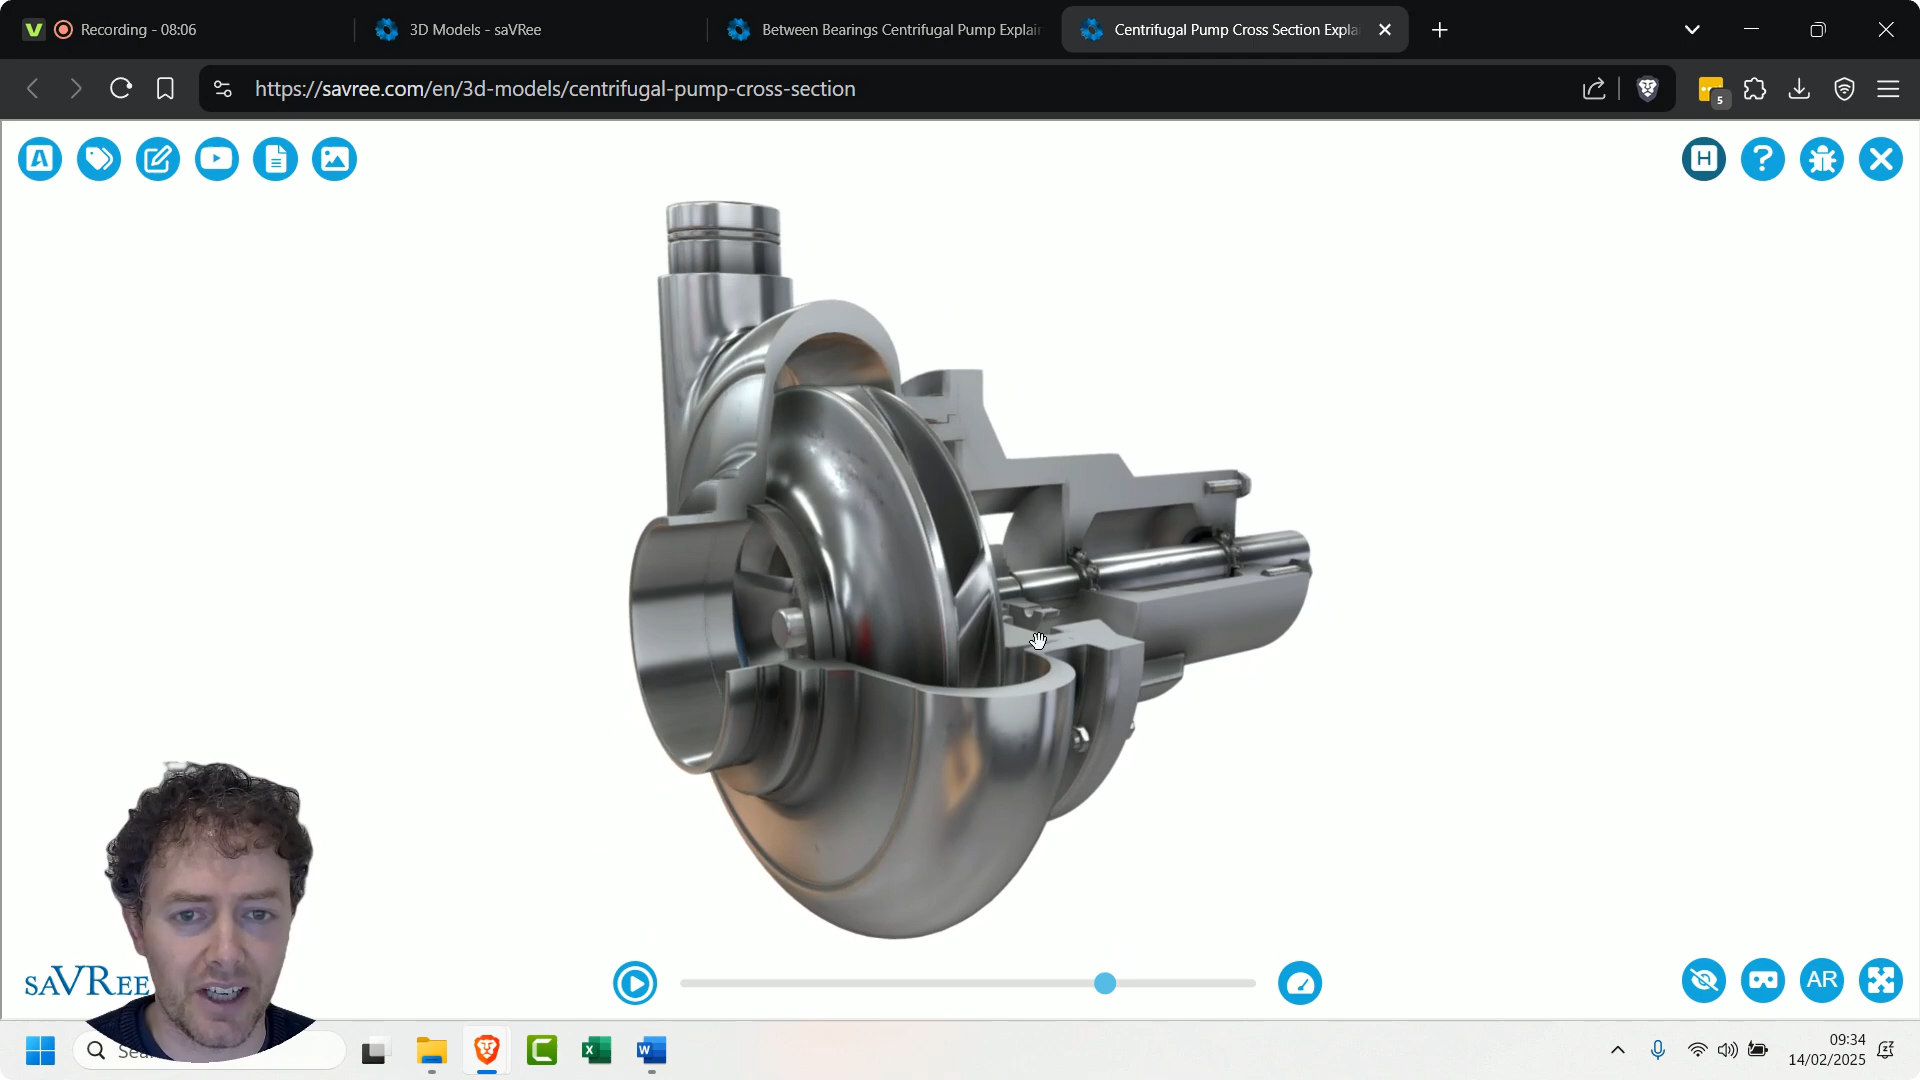 Recording - 08:06
3D Models - saVRee
Between Bearings Centrifugal Pump Explain
Centrifugal Pump Cross Section Expla
https://savree.com/en/3d-models/centrifugal-pump-cross-section
5
A
H
?
saVRee
AR
09:34
14/02/2025